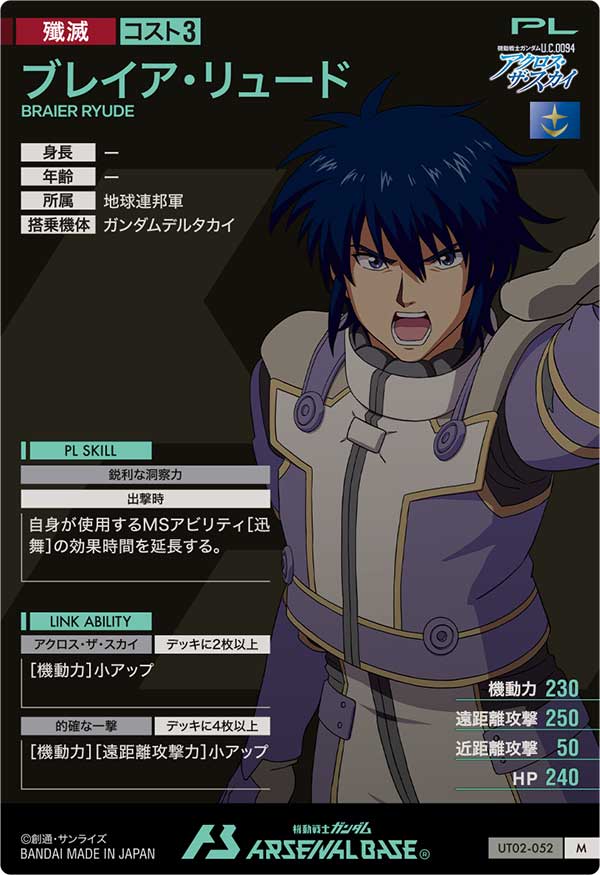 殲滅 コスト3
PL
機動戦士ガンダムU.C.0094
アクロス・
ザ・スカイ
ブレイア・リュード
BRAIER RYUDE
身長 ー
年齢 ー
所属 地球連邦軍
搭乗機体 ガンダムデルタカイ
PL SKILL
鋭利な洞察力
出撃時
自身が使用するMSアビリティ[迅
舞]の効果時間を延長する。
LINK ABILITY
アクロス・ザ・スカイ デッキに2枚以上
[機動力]小アップ
的確な一撃 デッキに4枚以上
[機動力][遠距離攻撃力]小アップ
機動力 230
遠距離攻撃 250
近距離攻撃 50
HP 240
©創通・サンライズ
BANDAI MADE IN JAPAN
機動戦士ガンダム
AB ARSENAL BASE®
UT02-052 M